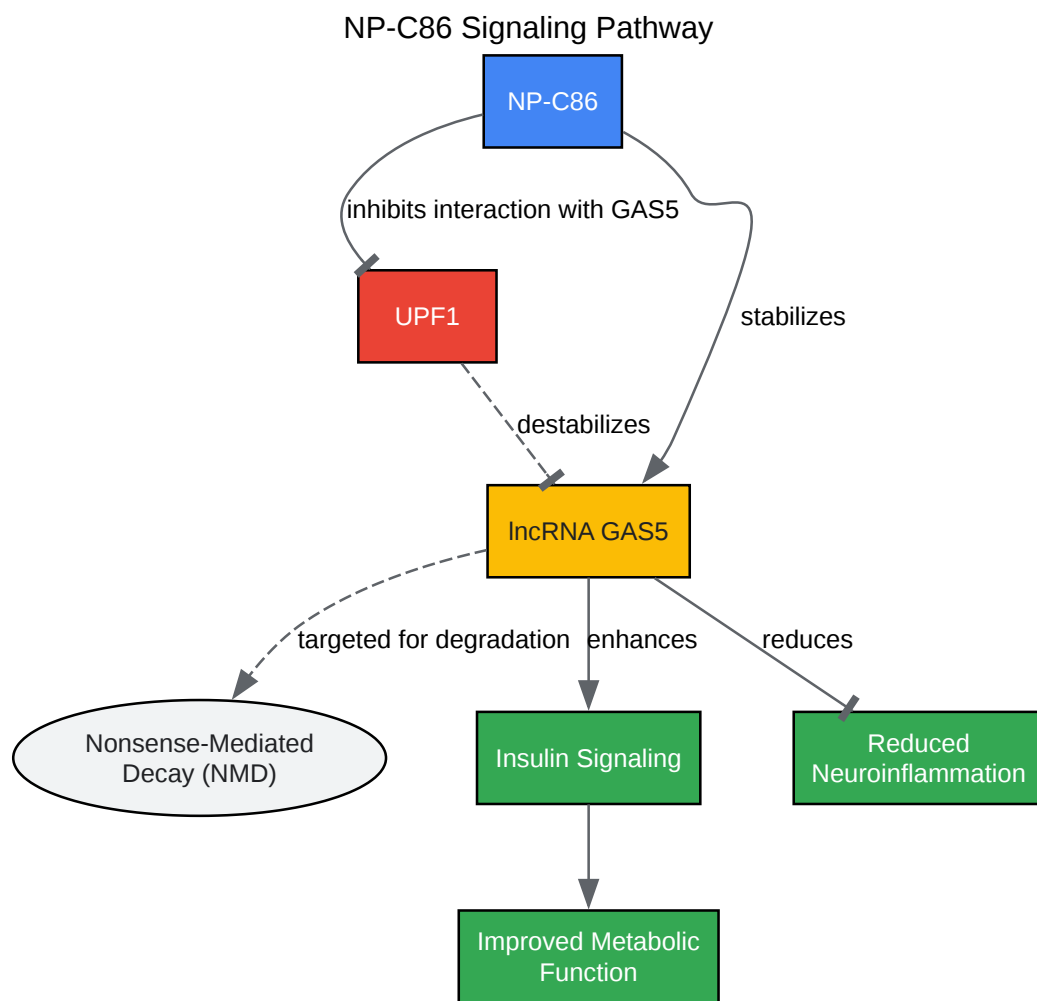 NP-C86 Signaling Pathway
NP-C86
inhibits interaction with GAS5
UPF1
stabilizes
destabilizes
lncRNA GAS5
targeted for degradation
enhances
reduces
Nonsense-Mediated
Decay (NMD)
Insulin Signaling
Reduced
Neuroinflammation
Improved Metabolic
Function